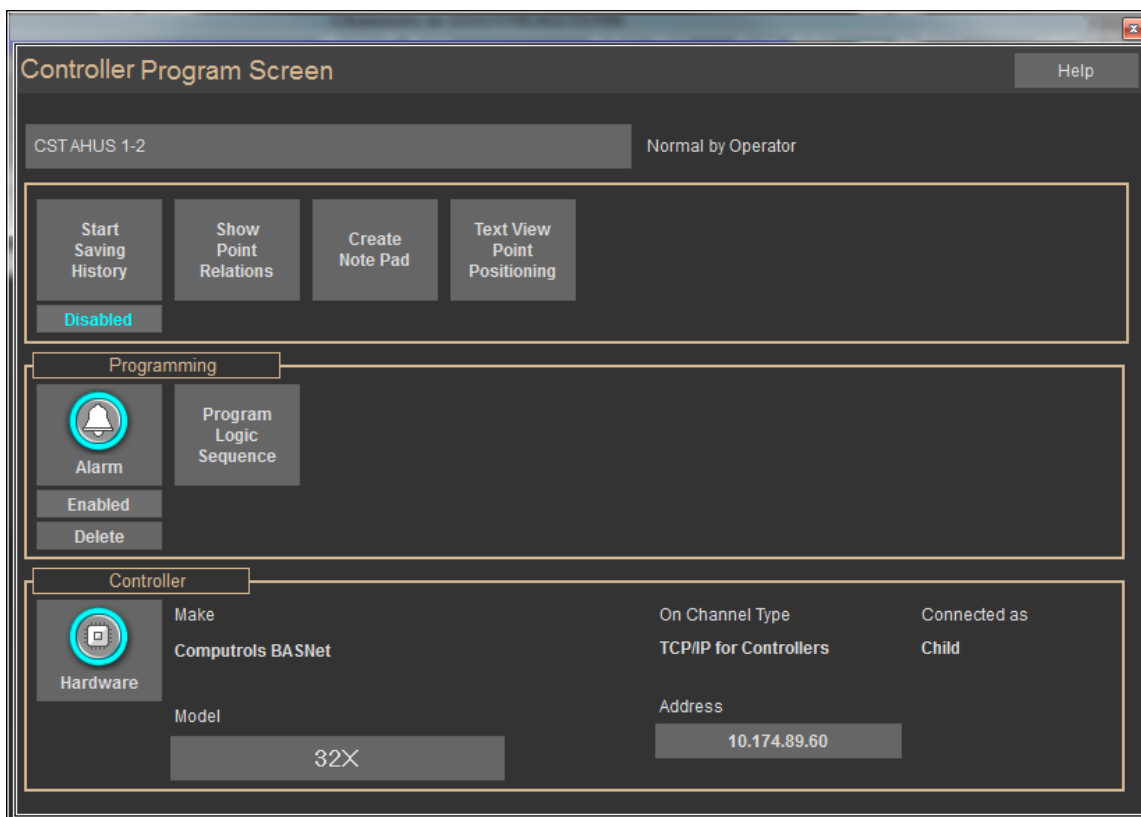 Controller Program Screen
Help
CST AHUS 1-2
Normal by Operator
Start
Saving
History
Show
Point
Relations
Create
Note Pad
Text View
Point
Positioning
Disabled
Programming
Alarm
Program
Logic
Sequence
Enabled
Delete
Controller
Hardware
Make
Computrols BASNet
On Channel Type
TCP/IP for Controllers
Connected as
Child
Model
32X
Address
10.174.89.60